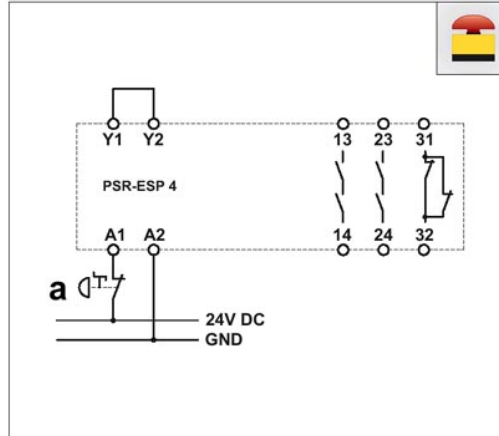 Y1 Y2 13 23 31
PSR-ESP 4
A1 A2 14 24 32
a
24V DC
GND